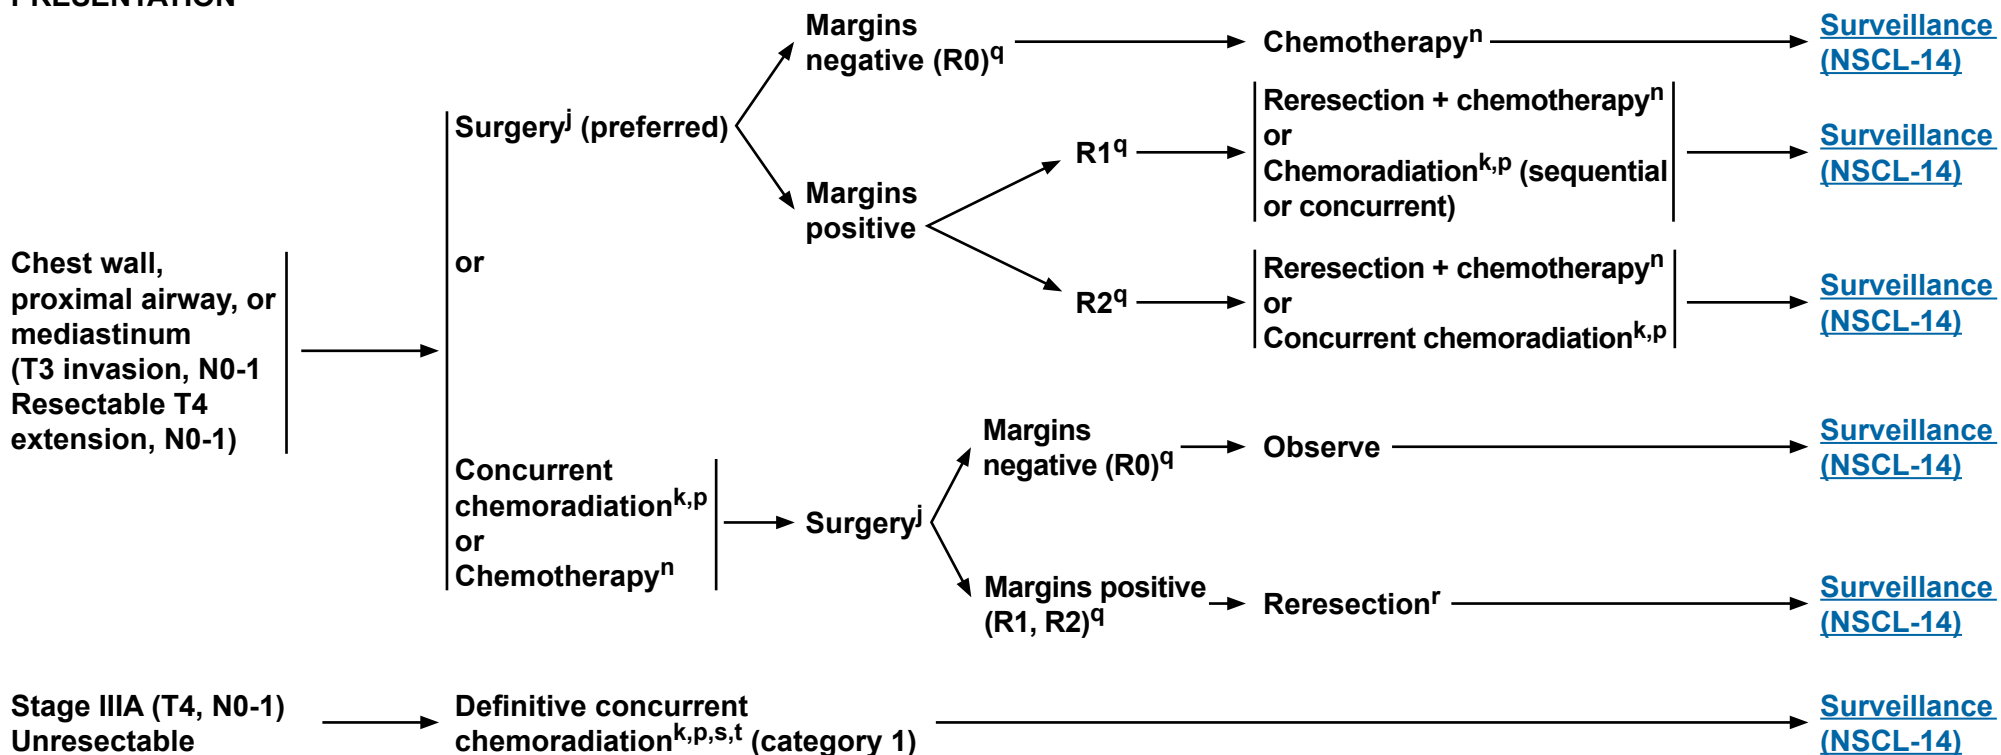 PRESENTATION
Chest wall,
proximal airway, or
mediastinum
(T3 invasion, N0-1
Resectable T4
extension, N0-1)
Surgeryj (preferred)
or
Concurrent
chemoradiationk,p
or
Chemotherapyn
Margins
negative (R0)q
Chemotherapyn
Surveillance
(NSCL-14)
Margins
positive
R1q
Reresection + chemotherapyn
or
Chemoradiationk,p (sequential
or concurrent)
Surveillance
(NSCL-14)
R2q
Reresection + chemotherapyn
or
Concurrent chemoradiationk,p
Surveillance
(NSCL-14)
Surgeryj
Margins
negative (R0)q
Observe
Surveillance
(NSCL-14)
Margins positive
(R1, R2)q
Reresectionr
Surveillance
(NSCL-14)
Stage IIIA (T4, N0-1)
Unresectable
Definitive concurrent
chemoradiationk,p,s,t (category 1)
Surveillance
(NSCL-14)